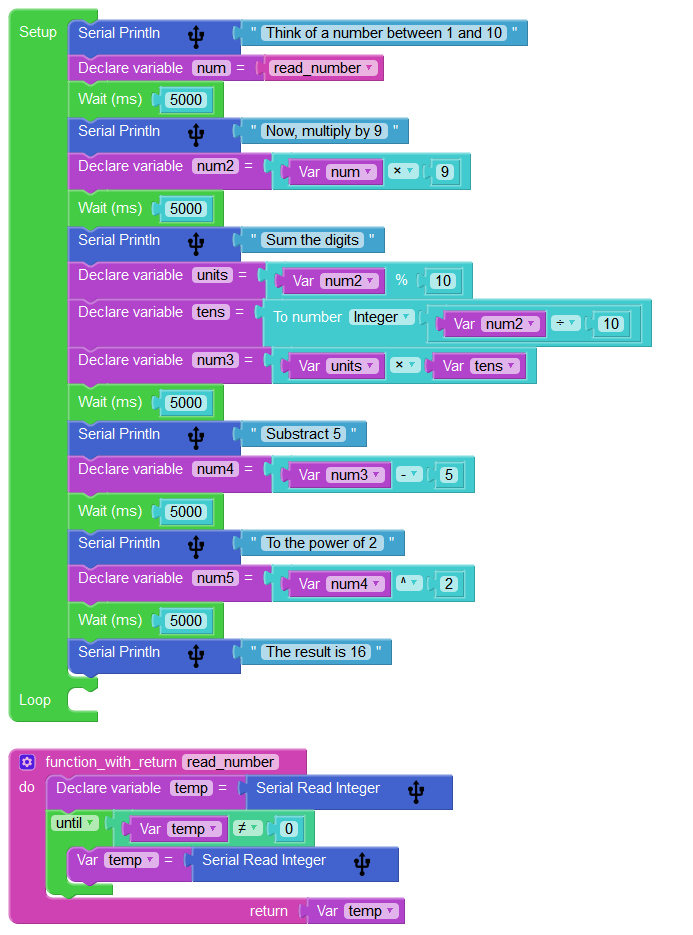 Setup
Serial Println " Think of a number between 1 and 10 "
Declare variable num = read_number
Wait (ms) 5000
Serial Println " Now, multiply by 9 "
Declare variable num2 = Var num × 9
Wait (ms) 5000
Serial Println " Sum the digits "
Declare variable units = Var num2 % 10
Declare variable tens = To number Integer Var num2 ÷ 10
Declare variable num3 = Var units × Var tens
Wait (ms) 5000
Serial Println " Substract 5 "
Declare variable num4 = Var num3 - 5
Wait (ms) 5000
Serial Println " To the power of 2 "
Declare variable num5 = Var num4 ^ 2
Wait (ms) 5000
Serial Println " The result is 16 "
Loop
function_with_return read_number
do
Declare variable temp = Serial Read Integer
until Var temp ≠ 0
Var temp = Serial Read Integer
return Var temp